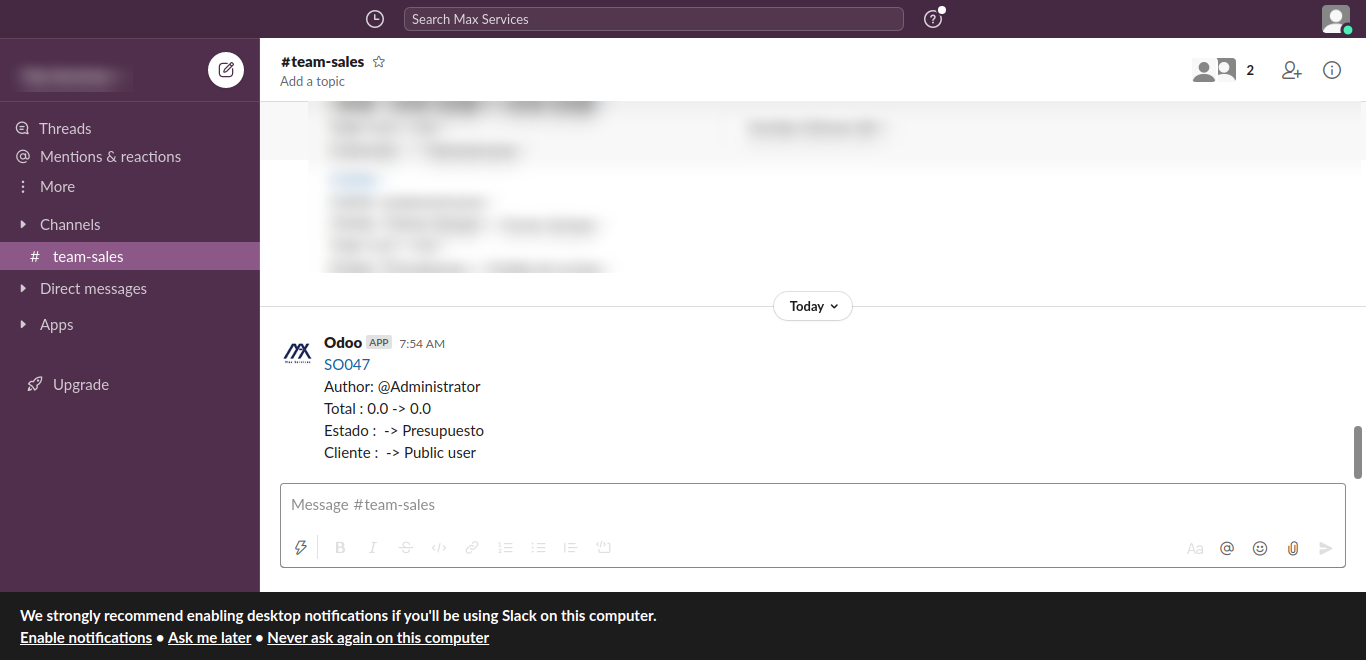 Search Max Services
#team-sales
Add a topic
2
Threads
Mentions & reactions
More
Channels
# team-sales
Direct messages
Apps
Upgrade
Today
Odoo APP 7:54 AM
SO047
Author: @Administrator
Total : 0.0 -> 0.0
Estado : -> Presupuesto
Cliente : -> Public user
Message #team-sales
Aa
We strongly recommend enabling desktop notifications if you'll be using Slack on this computer.
Enable notifications • Ask me later • Never ask again on this computer